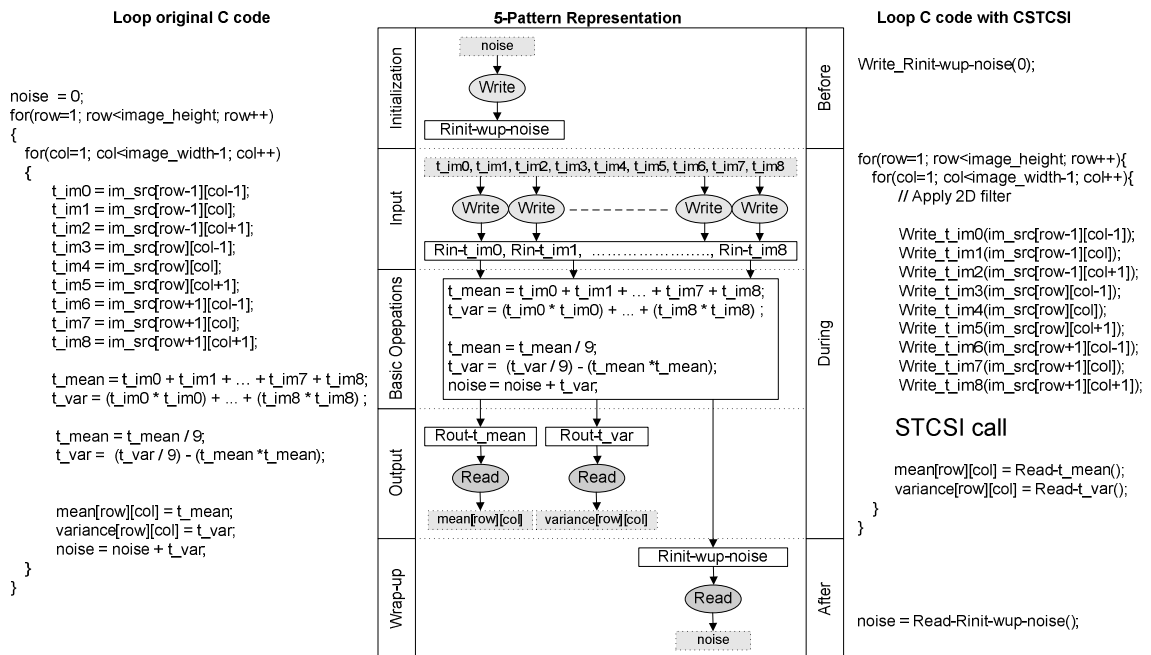 Loop original C code
noise = 0;
for(row=1; row<image_height; row++)
{
for(col=1; col<image_width-1; col++)
{
t_im0 = im_src[row-1][col-1];
t_im1 = im_src[row-1][col];
t_im2 = im_src[row-1][col+1];
t_im3 = im_src[row][col-1];
t_im4 = im_src[row][col];
t_im5 = im_src[row][col+1];
t_im6 = im_src[row+1][col-1];
t_im7 = im_src[row+1][col];
t_im8 = im_src[row+1][col+1];
t_mean = t_im0 + t_im1 + ... + t_im7 + t_im8;
t_var = (t_im0 * t_im0) + ... + (t_im8 * t_im8) ;
t_mean = t_mean / 9;
t_var = (t_var / 9) - (t_mean *t_mean);
mean[row][col] = t_mean;
variance[row][col] = t_var;
noise = noise + t_var;
}
}
5-Pattern Representation
Initialization
noise
Write
Rinit-wup-noise
Before
Input
t_im0, t_im1, t_im2, t_im3, t_im4, t_im5, t_im6, t_im7, t_im8
Write Write Write Write
Rin-t_im0, Rin-t_im1, ......................, Rin-t_im8
Basic Opepations
t_mean = t_im0 + t_im1 + ... + t_im7 + t_im8;
t_var = (t_im0 * t_im0) + ... + (t_im8 * t_im8) ;
t_mean = t_mean / 9;
t_var = (t_var / 9) - (t_mean *t_mean);
noise = noise + t_var;
During
Output
Rout-t_mean Rout-t_var
Read Read
mean[row][col] variance[row][col]
Wrap-up
Rinit-wup-noise
Read
noise
After
Loop C code with CSTCSI
Write_Rinit-wup-noise(0);
for(row=1; row<image_height; row++){
for(col=1; col<image_width-1; col++){
// Apply 2D filter
Write_t_im0(im_src[row-1][col-1]);
Write_t_im1(im_src[row-1][col]);
Write_t_im2(im_src[row-1][col+1]);
Write_t_im3(im_src[row][col-1]);
Write_t_im4(im_src[row][col]);
Write_t_im5(im_src[row][col+1]);
Write_t_im6(im_src[row+1][col-1]);
Write_t_im7(im_src[row+1][col]);
Write_t_im8(im_src[row+1][col+1]);
STCSI call
mean[row][col] = Read-t_mean();
variance[row][col] = Read-t_var();
}
}
noise = Read-Rinit-wup-noise();